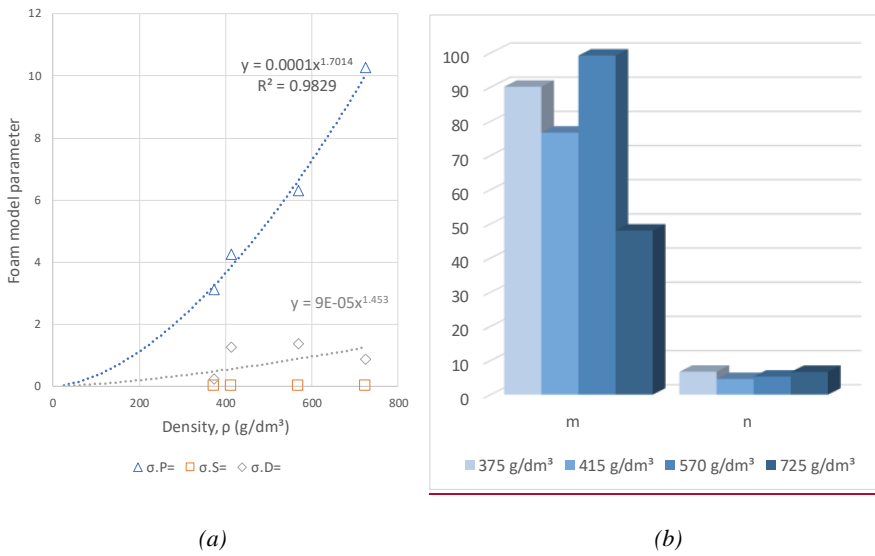 12
10
8
6
4
2
0
Foam model parameter
y = 0.0001x^1.7014
R² = 0.9829
y = 9E-05x^1.453
0 200 400 600 800
Density, ρ (g/dm³)
σ.P= σ.S= σ.D=
(a)
100
90
80
70
60
50
40
30
20
10
0
m n
375 g/dm³ 415 g/dm³ 570 g/dm³ 725 g/dm³
(b)